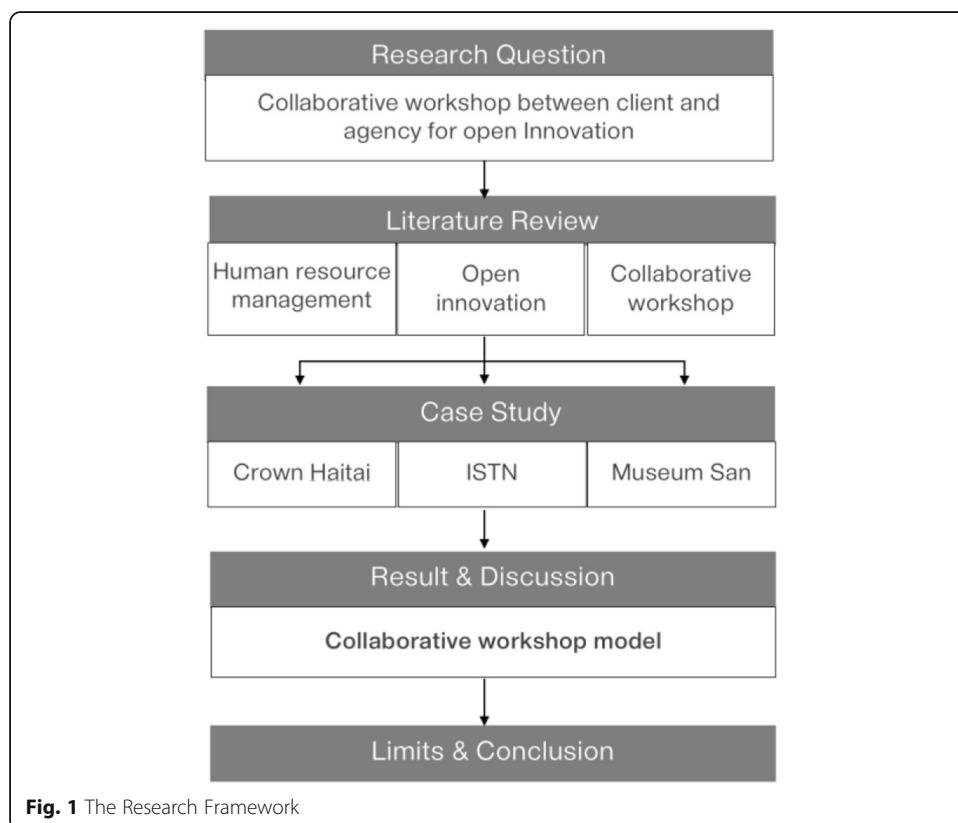 Research Question
Collaborative workshop between client and
agency for open Innovation
Literature Review
Human resource
management
Open
innovation
Collaborative
workshop
Case Study
Crown Haitai
ISTN
Museum San
Result & Discussion
Collaborative workshop model
Limits & Conclusion
Fig. 1 The Research Framework